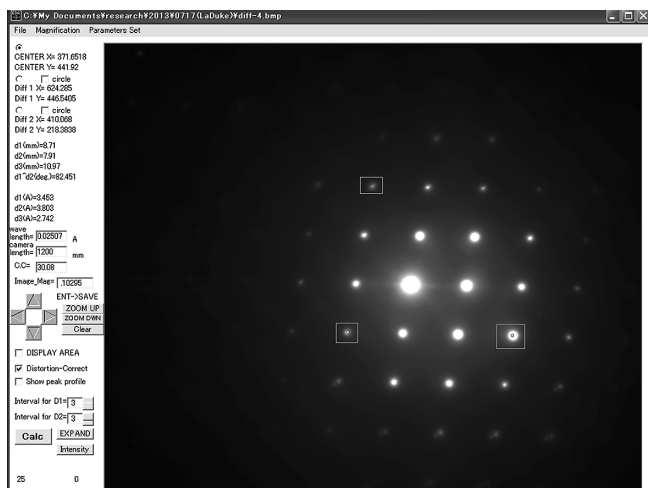 C:¥My Documents¥research¥2013¥0717(LaDuke)¥diff-4.bmp
File Magnification Parameters Set
CENTER X= 371.6518
CENTER Y= 441.92
circle
Diff 1 X= 624.285
Diff 1 Y= 446.5405
circle
Diff 2 X= 410.068
Diff 2 Y= 218.3838
d1(mm)=8.71
d2(mm)=7.91
d3(mm)=10.97
d1^d2(deg.)=82.451
d1(A)=3.453
d2(A)=3.803
d3(A)=2.742
wave length= 0.02507 A
camera length= 1200 mm
C.C= 30.08
Image_Mag= .10295
ENT->SAVE
ZOOM UP
ZOOM DWN
Clear
DISPLAY AREA
Distortion-Correct
Show peak profile
Interval for D1= 3
Interval for D2= 3
Calc EXPAND
Intensity
25 0